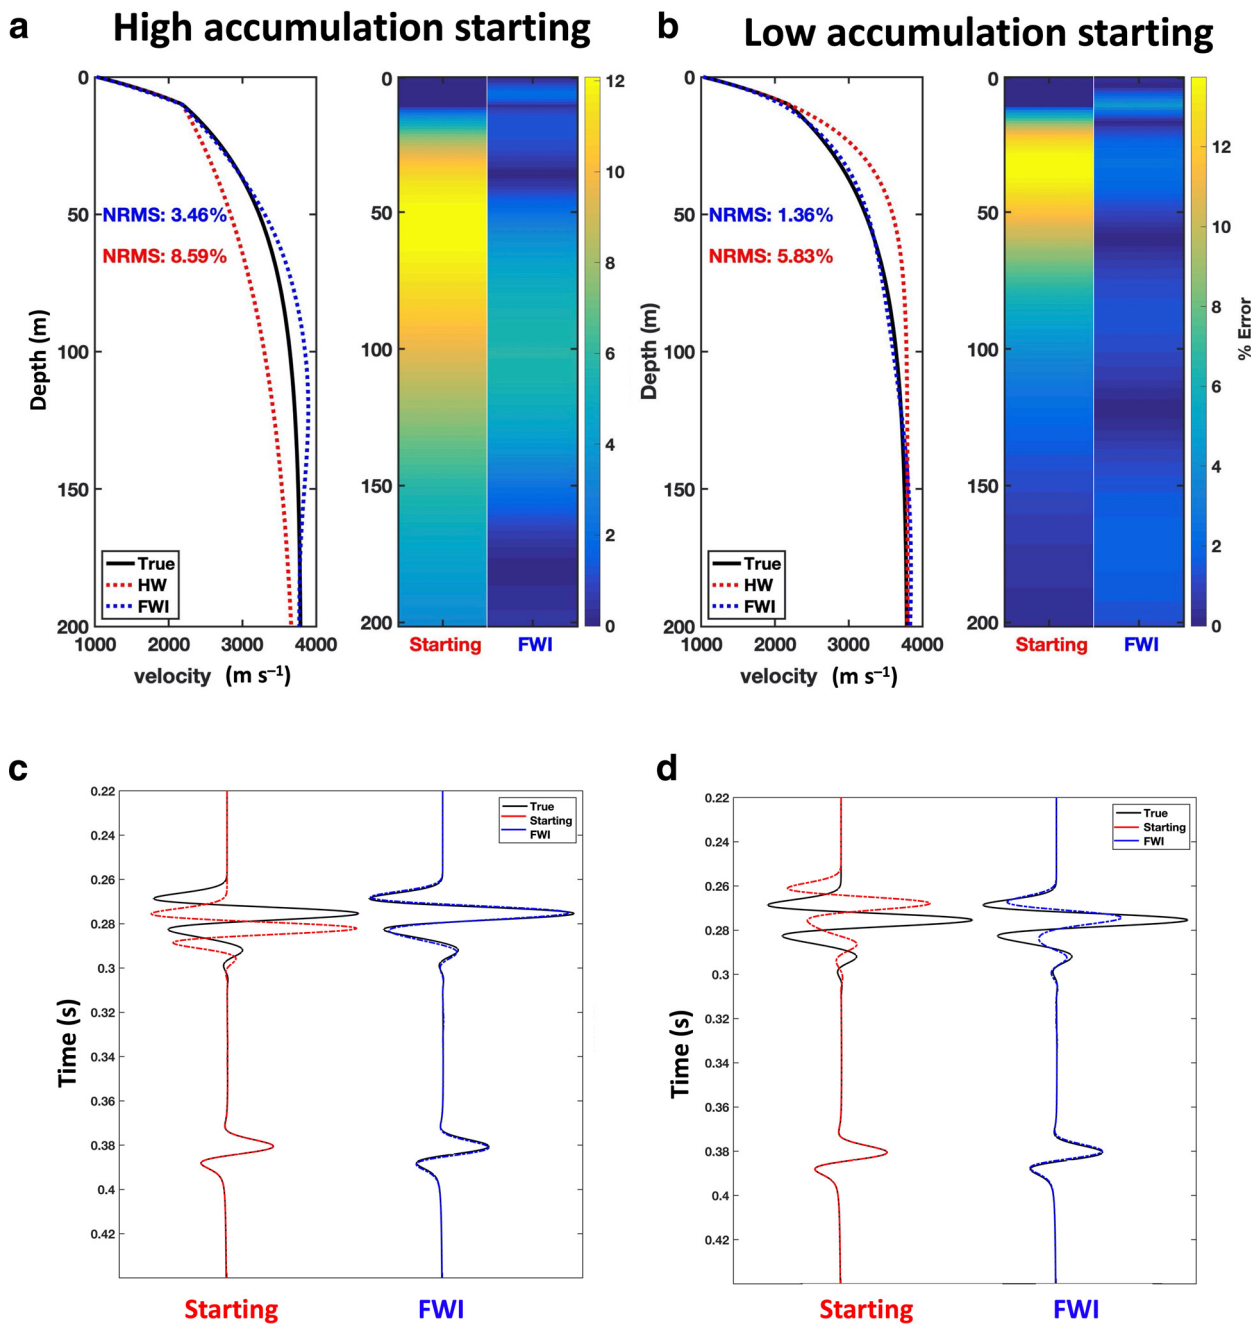 a High accumulation starting
0
50
100
150
200
Depth (m)
NRMS: 3.46%
NRMS: 8.59%
True
HW
FWI
1000 2000 3000 4000
velocity (m s⁻¹)
0
50
100
150
200
Starting FWI
12
10
8
6
4
2
0
b Low accumulation starting
0
50
100
150
200
Depth (m)
NRMS: 1.36%
NRMS: 5.83%
True
HW
FWI
1000 2000 3000 4000
velocity (m s⁻¹)
0
50
100
150
200
Starting FWI
12
10
8
6
4
2
0
% Error
c
0.22
0.24
0.26
0.28
0.3
0.32
0.34
0.36
0.38
0.4
0.42
Time (s)
True
Starting
FWI
Starting FWI
d
0.22
0.24
0.26
0.28
0.3
0.32
0.34
0.36
0.38
0.4
0.42
Time (s)
True
Starting
FWI
Starting FWI